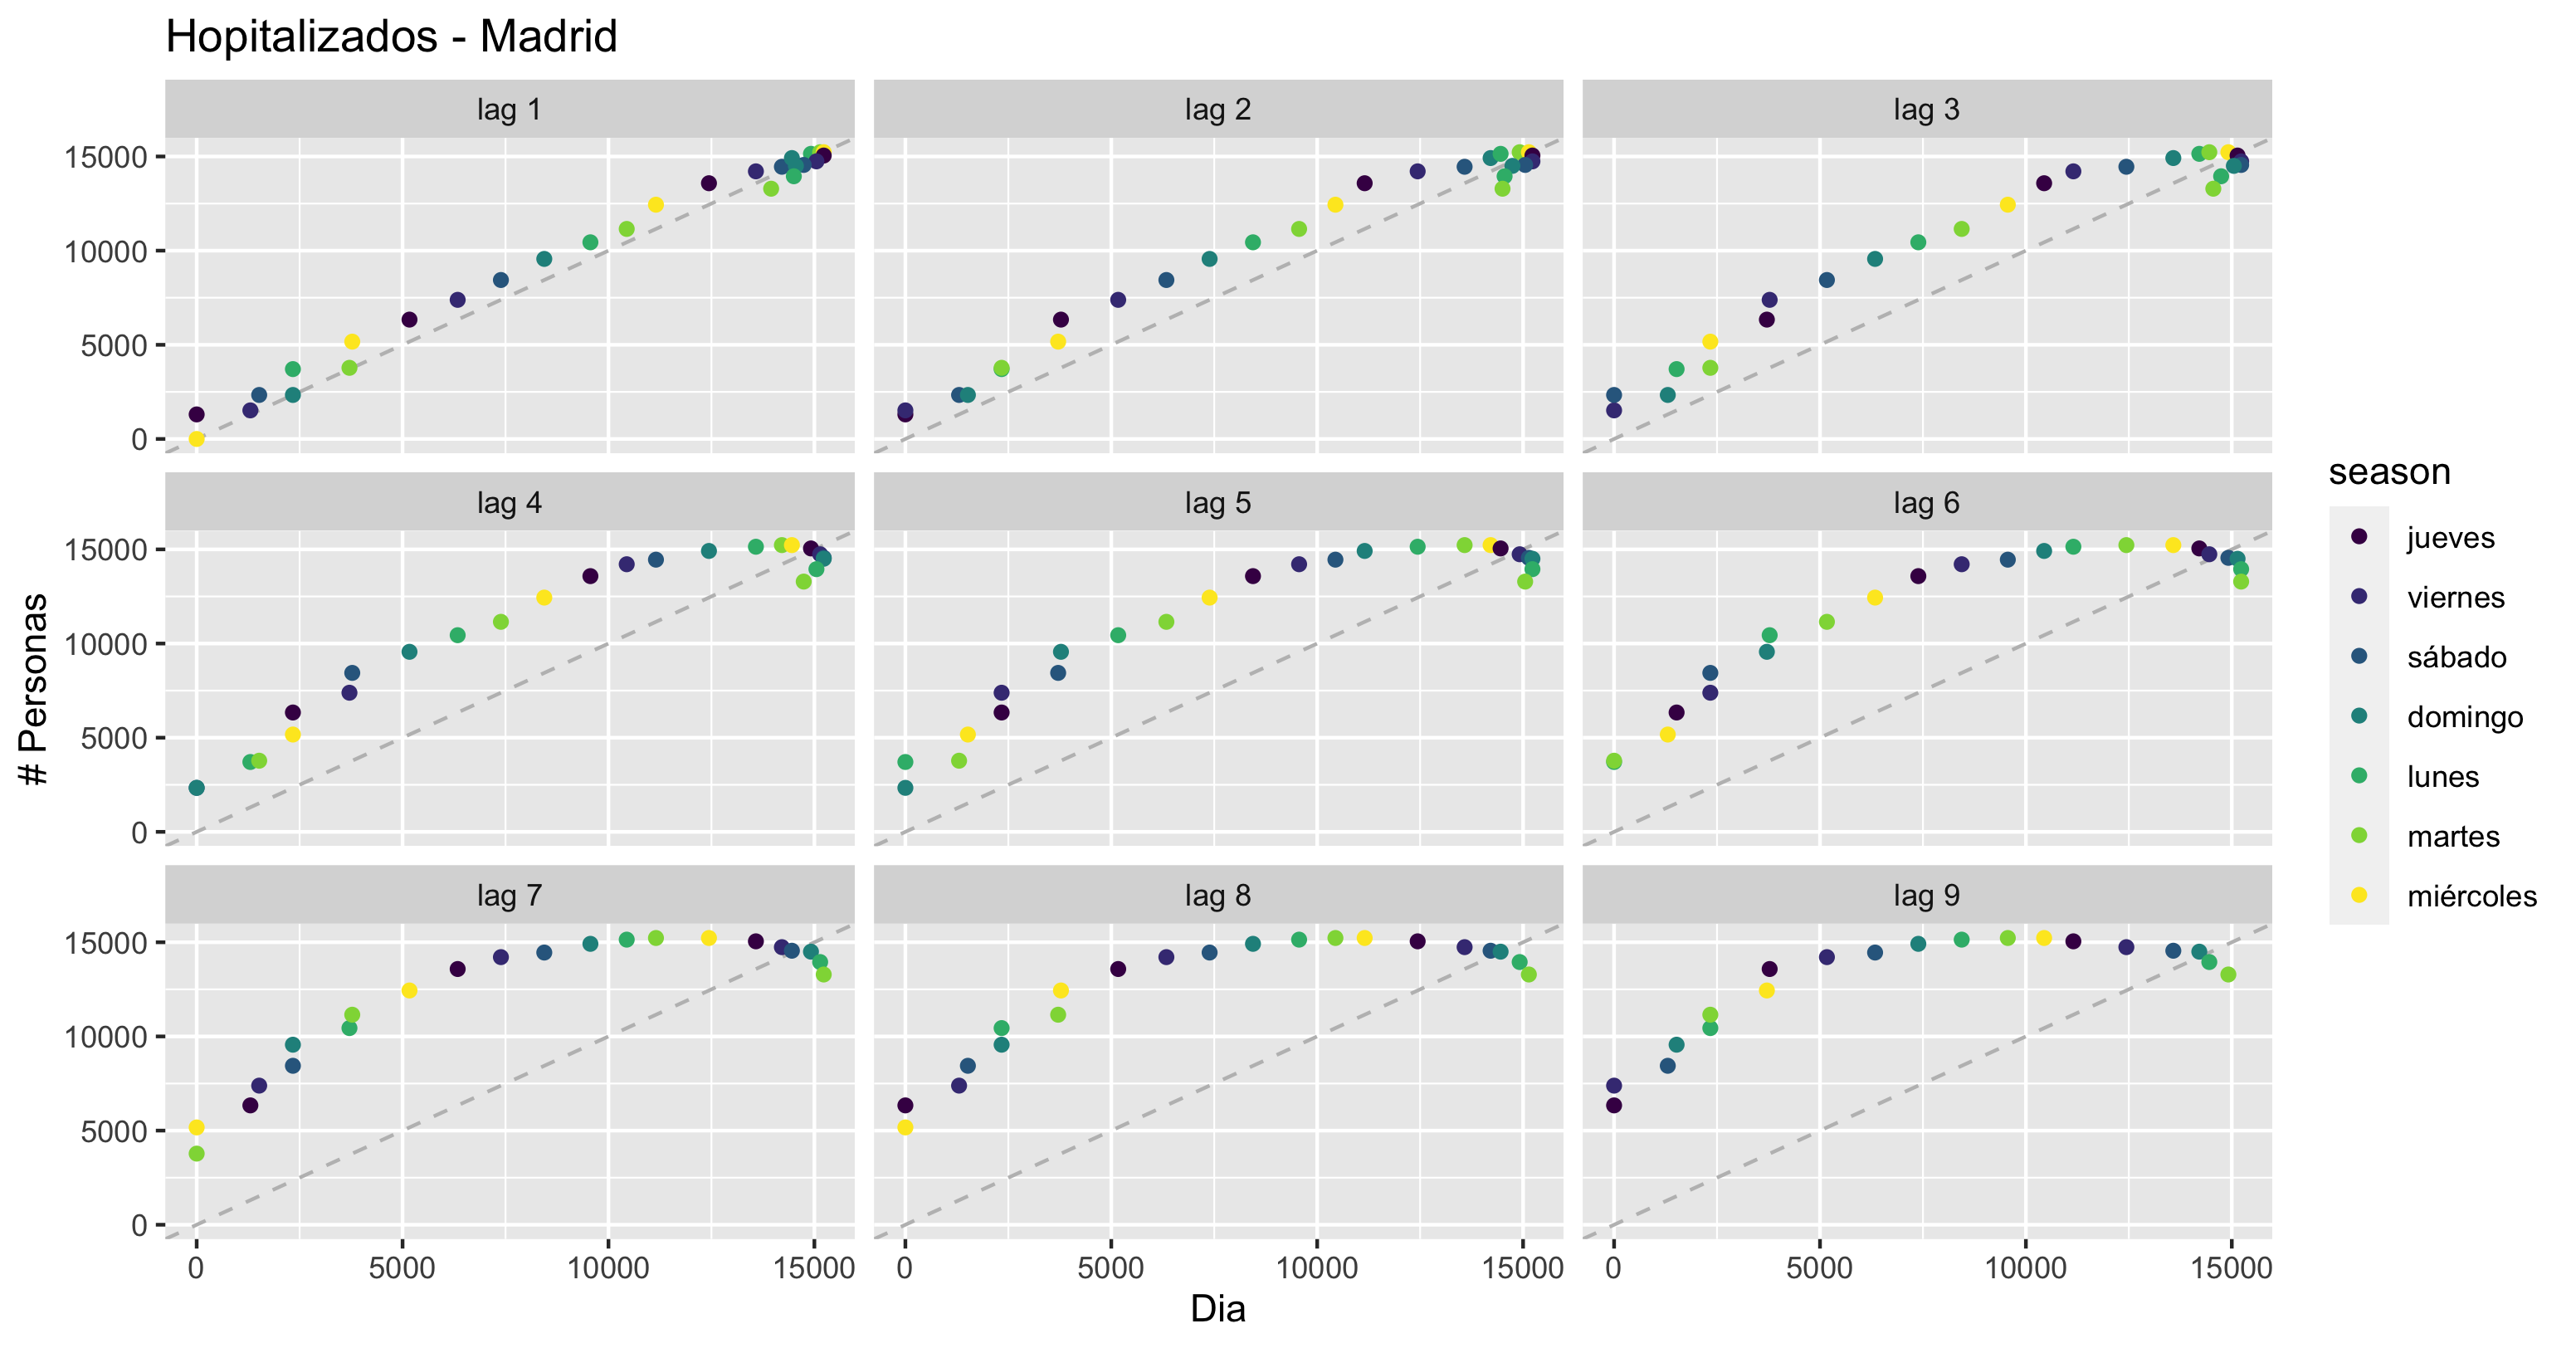 Hopitalizados - Madrid
lag 1
lag 2
lag 3
15000
10000
5000
0
lag 4
lag 5
lag 6
15000
10000
5000
0
lag 7
lag 8
lag 9
15000
10000
5000
0
0 5000 10000 15000
0 5000 10000 15000
0 5000 10000 15000
Dia
# Personas
season
jueves
viernes
sábado
domingo
lunes
martes
miércoles